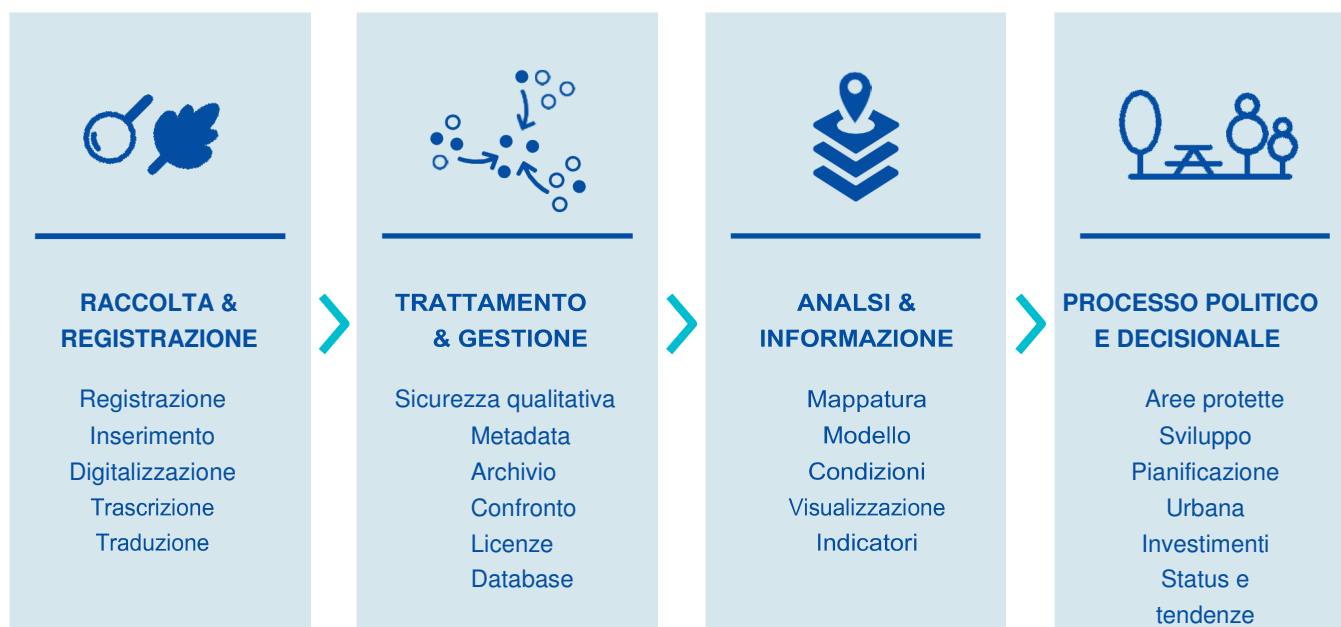 RACCOLTA &
REGISTRAZIONE
Registrazione
Inserimento
Digitalizzazione
Trascrizione
Traduzione
TRATTAMENTO
& GESTIONE
Sicurezza qualitativa
Metadata
Archivio
Confronto
Licenze
Database
ANALSI &
INFORMAZIONE
Mappatura
Modello
Condizioni
Visualizzazione
Indicatori
PROCESSO POLITICO
E DECISIONALE
Aree protette
Sviluppo
Pianificazione
Urbana
Investimenti
Status e
tendenze